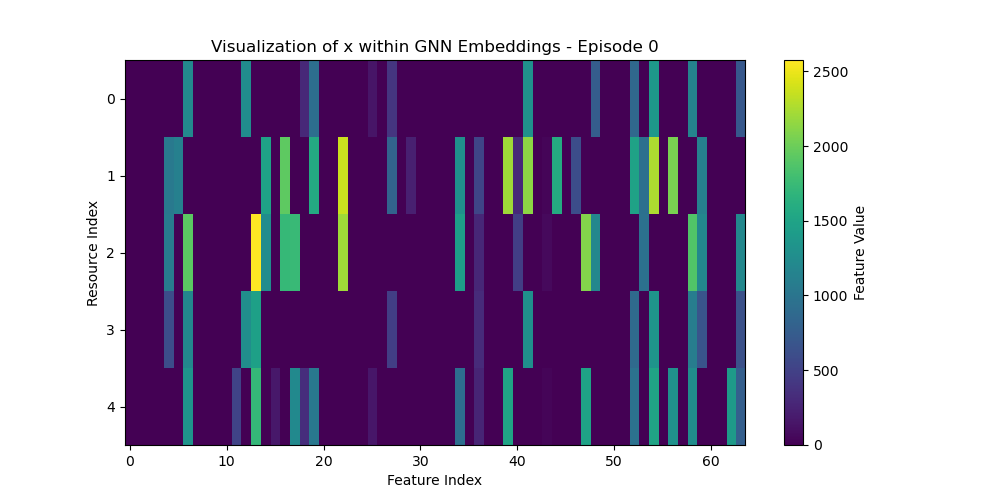 Visualization of x within GNN Embeddings - Episode 0
Resource Index
0
1
2
3
4
0 10 20 30 40 50 60
Feature Index
2500
2000
1500
1000
500
0
Feature Value